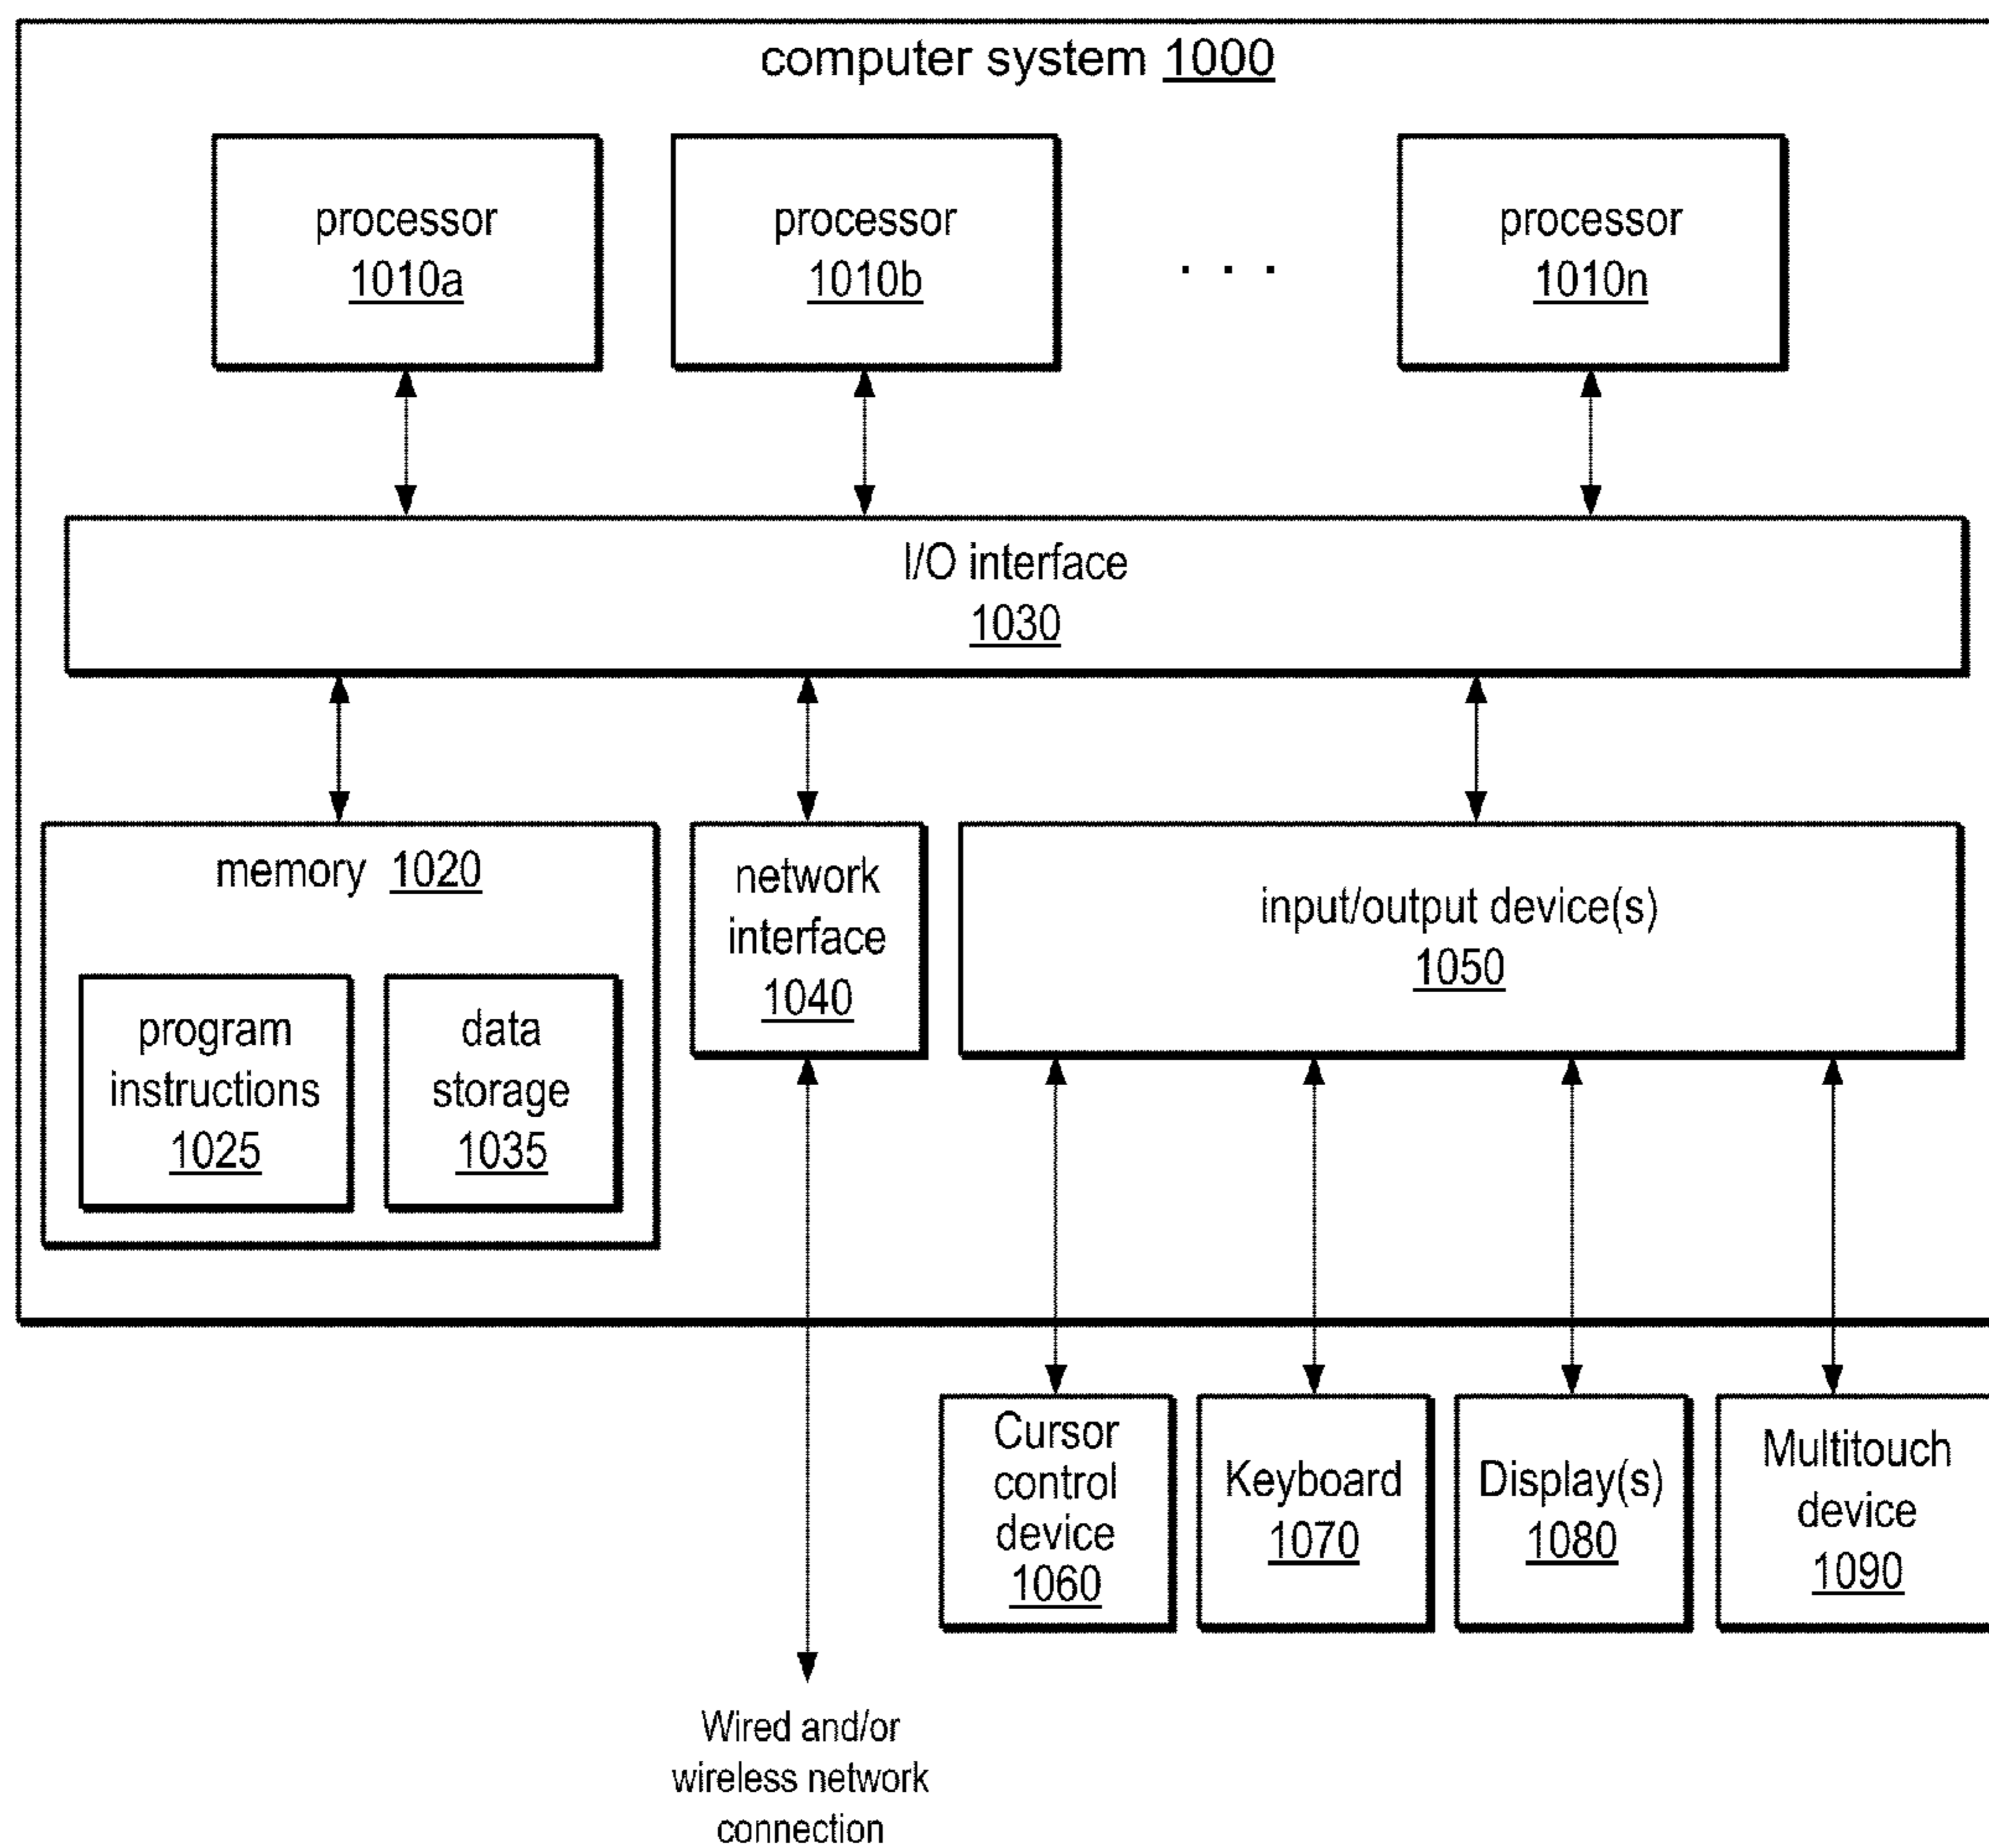 computer system 1000
processor
1010a
processor
1010b
. . .
processor
1010n
I/O interface
1030
memory 1020
program
instructions
1025
data
storage
1035
network
interface
1040
input/output device(s)
1050
Cursor
control
device
1060
Keyboard
1070
Display(s)
1080
Multitouch
device
1090
Wired and/or
wireless network
connection